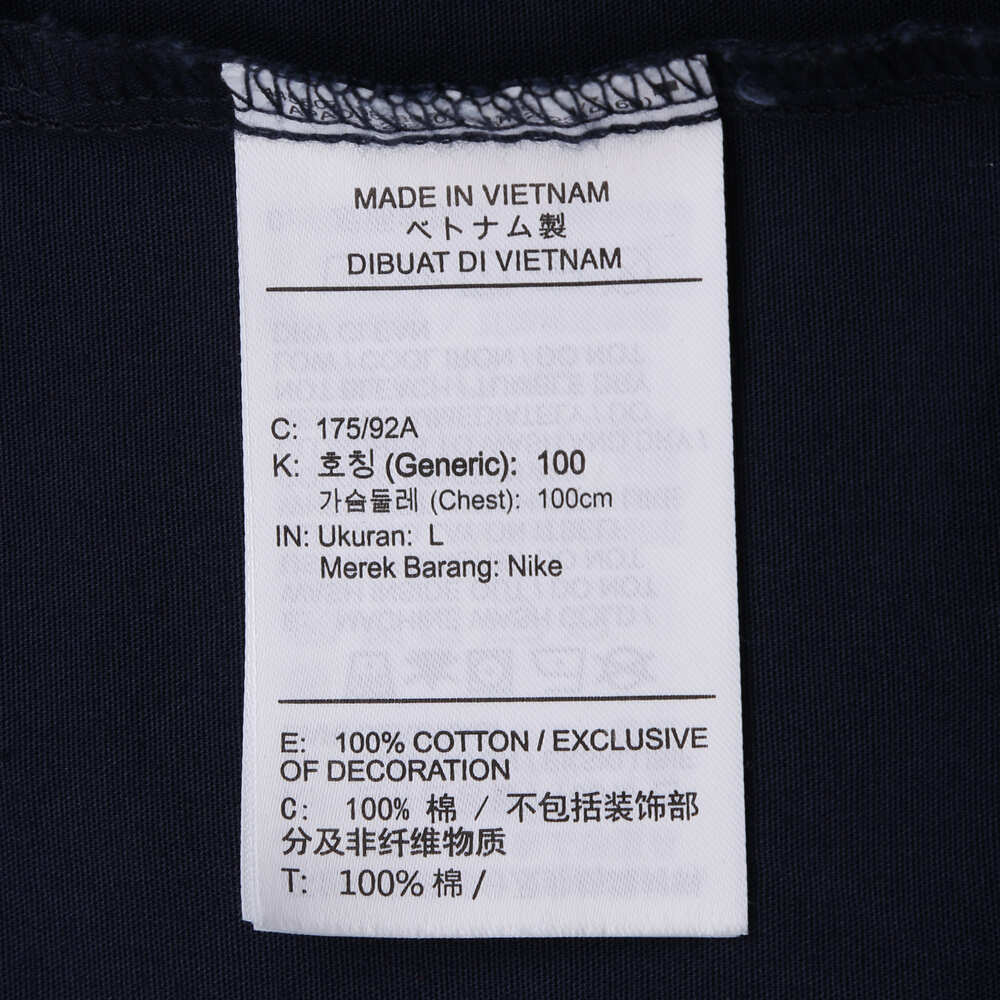 MADE IN VIETNAM
ベトナム製
DIBUAT DI VIETNAM
C: 175/92A
K: 호칭 (Generic): 100
가슴둘레 (Chest): 100cm
IN: Ukuran: L
Merek Barang: Nike
E: 100% COTTON / EXCLUSIVE
OF DECORATION
C: 100% 棉 / 不包括装饰部
分及非纤维物质
T: 100% 棉 /